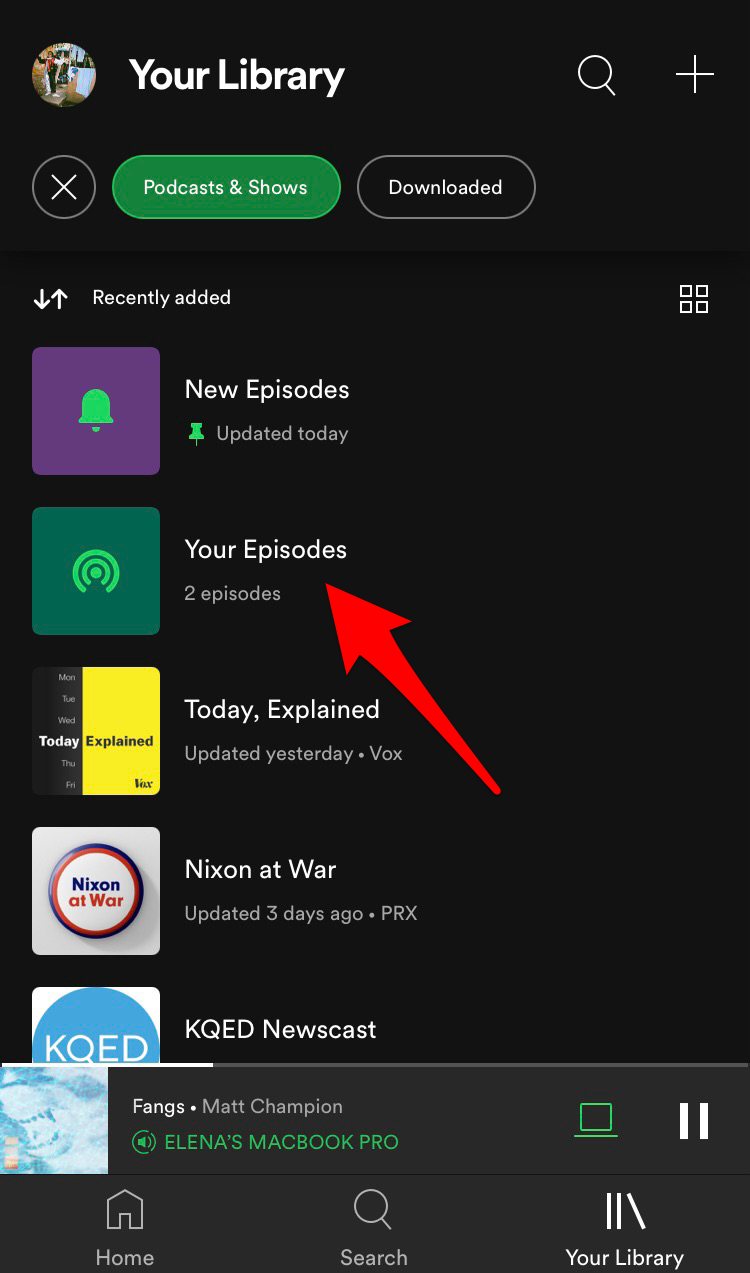 Your Library
Podcasts & Shows
Downloaded
Recently added
New Episodes
Updated today
Your Episodes
2 episodes
Mon
Tue
Wed
Today Explained
Thu
Fri
Vox
Today, Explained
Updated yesterday • Vox
Nixon
at War
Nixon at War
Updated 3 days ago • PRX
KQED
KQED Newscast
Fangs • Matt Champion
ELENA'S MACBOOK PRO
Home
Search
Your Library